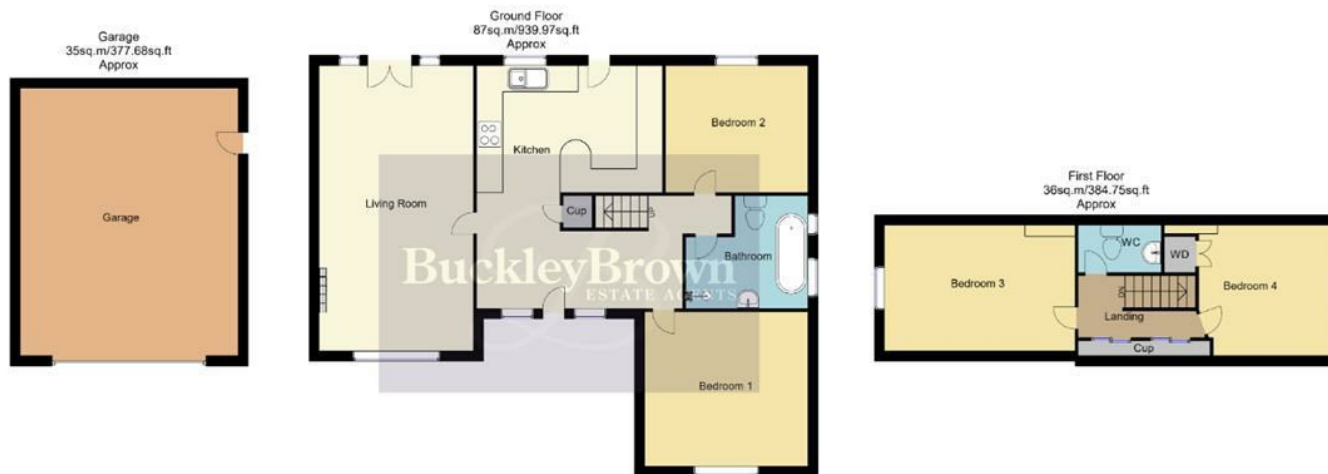 Garage
35sq.m/377.68sq.ft
Approx
Garage
Ground Floor
87sq.m/939.97sq.ft
Approx
Living Room
Kitchen
Bedroom 2
Cup
UP
Bathroom
Bedroom 1
BuckleyBrown
ESTATE AGENTS
First Floor
36sq.m/384.75sq.ft
Approx
Bedroom 3
WC
WD
DN
Bedroom 4
Landing
Cup